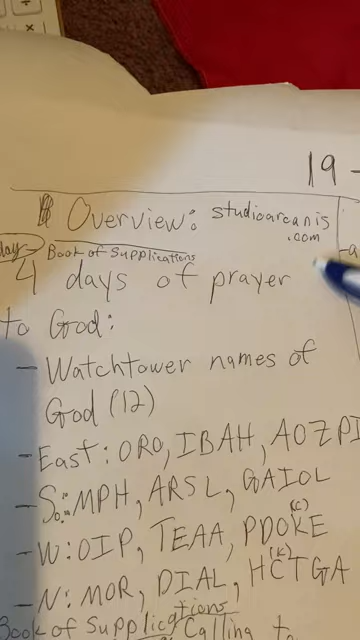 19 -
Overview: studioarcanis
.com
day
Book of Supplications
4 days of prayer
to God:
- Watchtower names of
God (12)
- East: ORO, IBAH, AOZPI
- So.: MPH, ARSL, GAIOL
(C)
- W: OIP, TEAA, PDOKE
(K)
- N: MOR, DIAL, HCTGA
Book of Supplications
Calling to